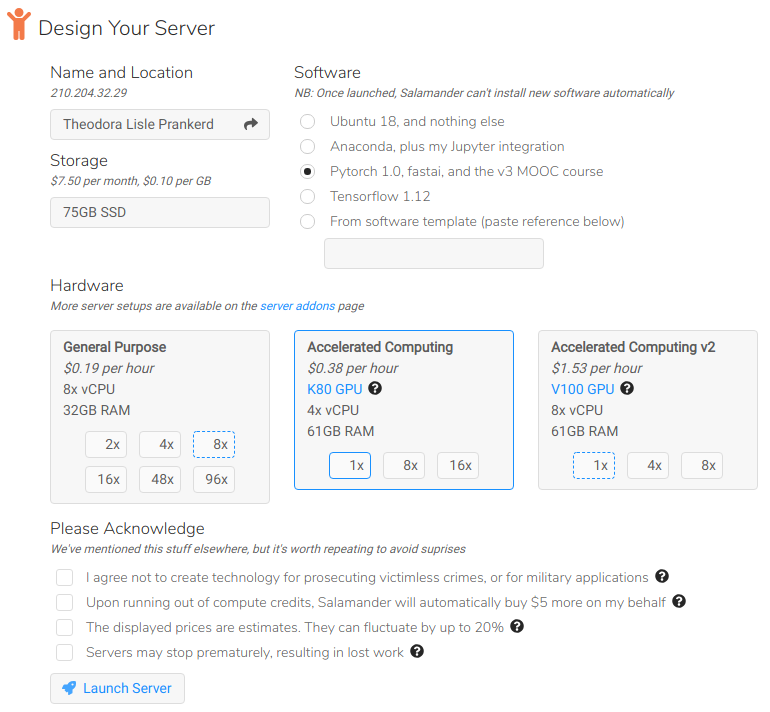 Design Your Server
Name and Location
210.204.32.29
Theodora Lisle Prankerd
Storage
$7.50 per month, $0.10 per GB
75GB SSD
Software
NB: Once launched, Salamander can't install new software automatically
Ubuntu 18, and nothing else
Anaconda, plus my Jupyter integration
Pytorch 1.0, fastai, and the v3 MOOC course
Tensorflow 1.12
From software template (paste reference below)
Hardware
More server setups are available on the server addons page
General Purpose
$0.19 per hour
8x vCPU
32GB RAM
2x 4x 8x
16x 48x 96x
Accelerated Computing
$0.38 per hour
K80 GPU ?
4x vCPU
61GB RAM
1x 8x 16x
Accelerated Computing v2
$1.53 per hour
V100 GPU ?
8x vCPU
61GB RAM
1x 4x 8x
Please Acknowledge
We've mentioned this stuff elsewhere, but it's worth repeating to avoid suprises
I agree not to create technology for prosecuting victimless crimes, or for military applications ?
Upon running out of compute credits, Salamander will automatically buy $5 more on my behalf ?
The displayed prices are estimates. They can fluctuate by up to 20% ?
Servers may stop prematurely, resulting in lost work ?
Launch Server